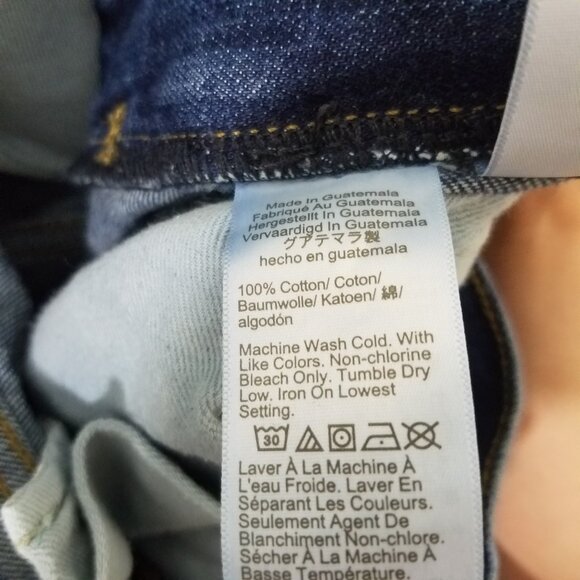 Made In Guatemala
Fabriqué Au Guatemala
Hergestellt In Guatemala
Vervaardigd In Guatemala
グアテマラ製
hecho en guatemala
100% Cotton/ Coton/
Baumwolle/ Katoen/ 綿/
algodón
Machine Wash Cold. With
Like Colors. Non-chlorine
Bleach Only. Tumble Dry
Low. Iron On Lowest
Setting.
30
Laver À La Machine À
L'eau Froide. Laver En
Séparant Les Couleurs.
Seulement Agent De
Blanchiment Non-chlore.
Sécher À La Machine À
Basse Température.